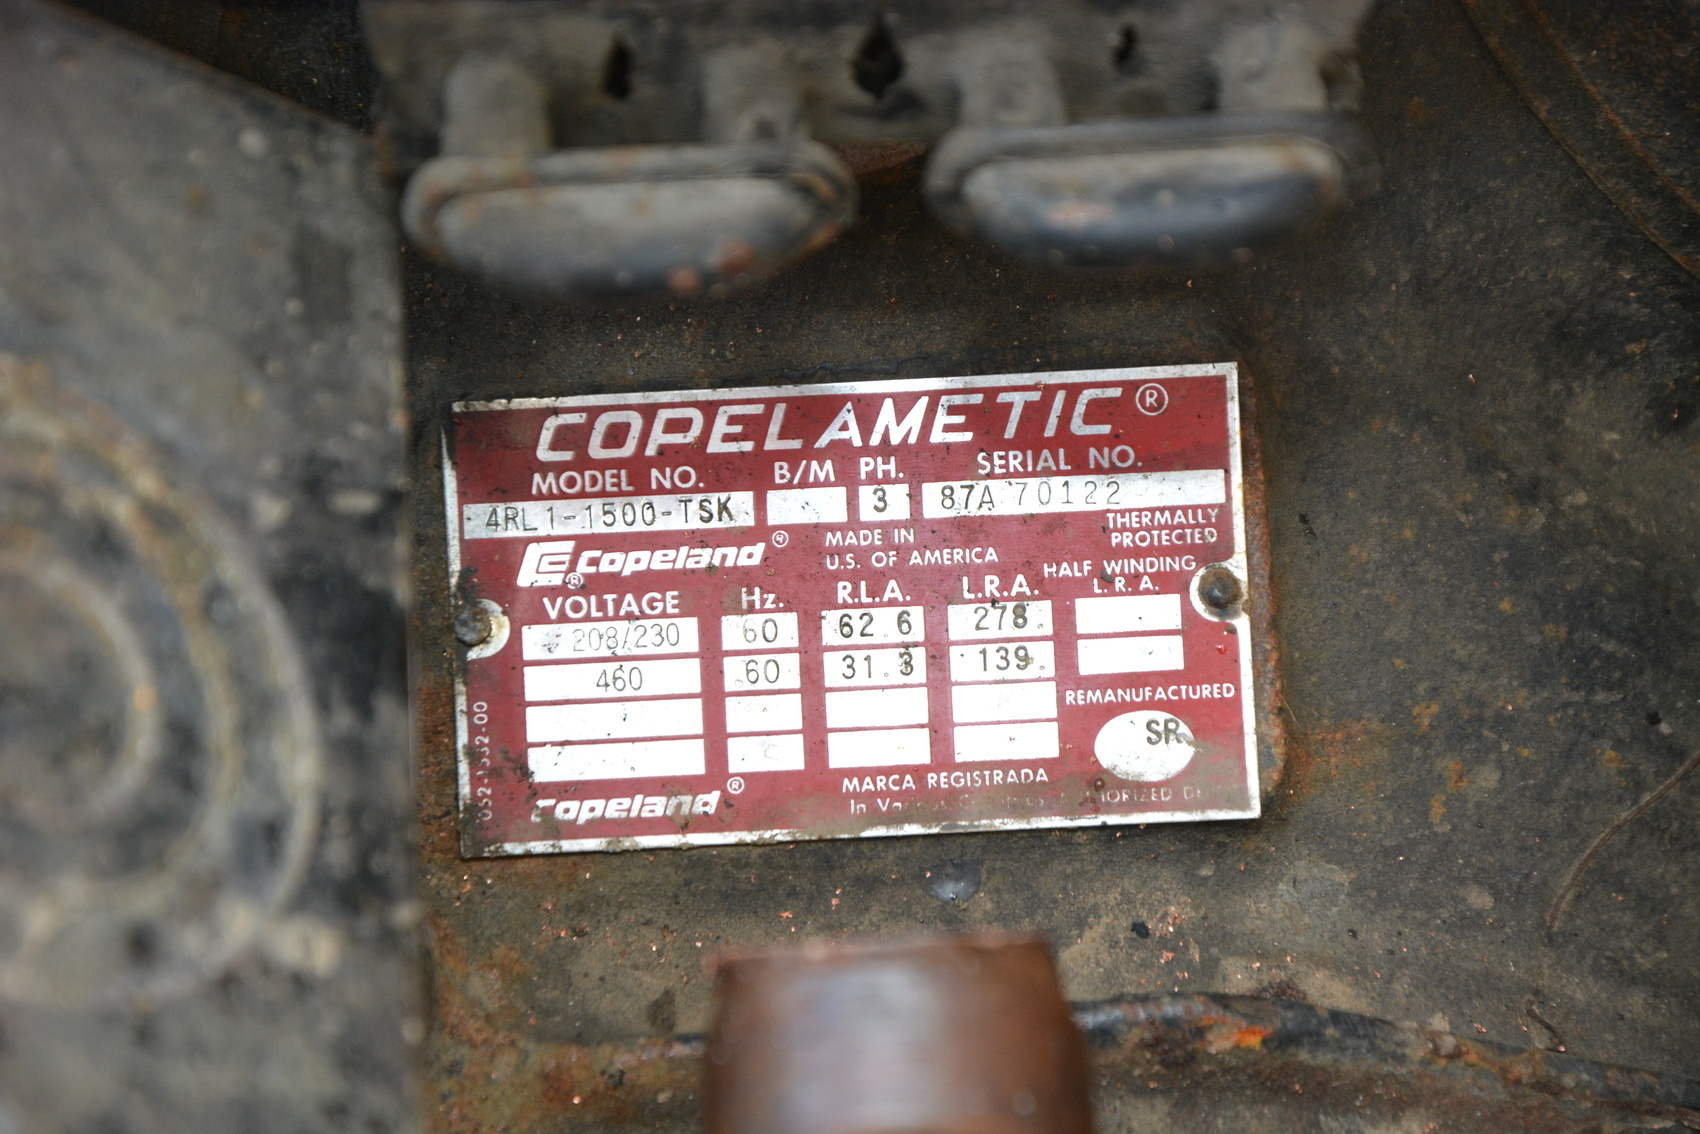 COPELAMETIC®
MODEL NO. B/M PH. SERIAL NO.
4RL1-1500-TSK 3 87A 70122
THERMALLY
PROTECTED
Copeland®
MADE IN
U.S. OF AMERICA
VOLTAGE Hz. R.L.A. L.R.A. HALF WINDING
L.R.A.
208/230 60 62.6 278.
460 60 31.3 139.
REMANUFACTURED
SR
Copeland®
MARCA REGISTRADA
In